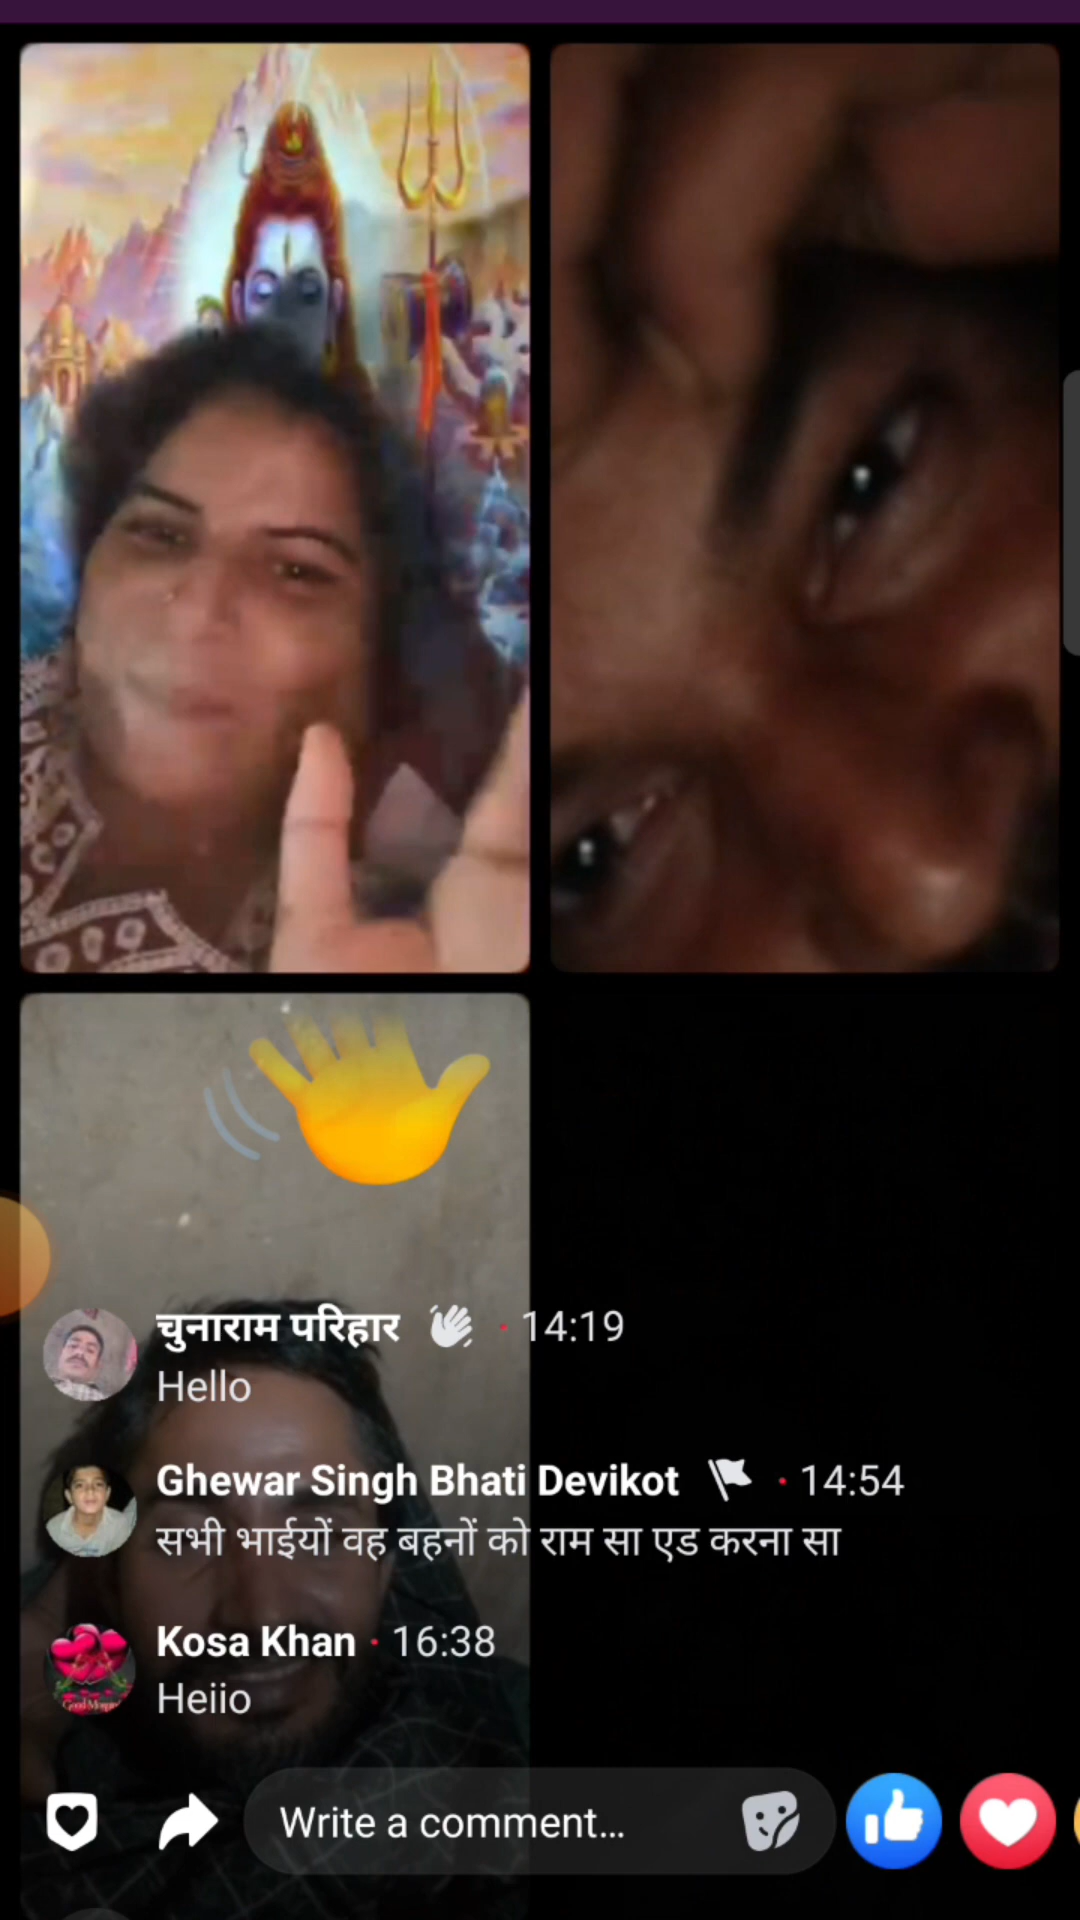 चुनाराम परिहार · 14:19
Hello
Ghewar Singh Bhati Devikot · 14:54
सभी भाईयों वह बहनों को राम सा एड करना सा
Kosa Khan · 16:38
Heiio
Write a comment...